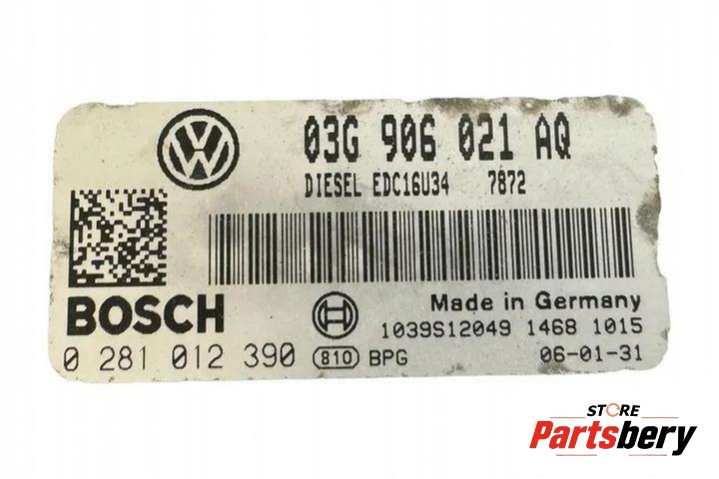 03G 906 021 AQ
DIESEL EDC16U34 7872
BOSCH
Made in Germany
1039S12049 1468 1015
0 281 012 390 810 BPG 06-01-31
STORE
Partsbery